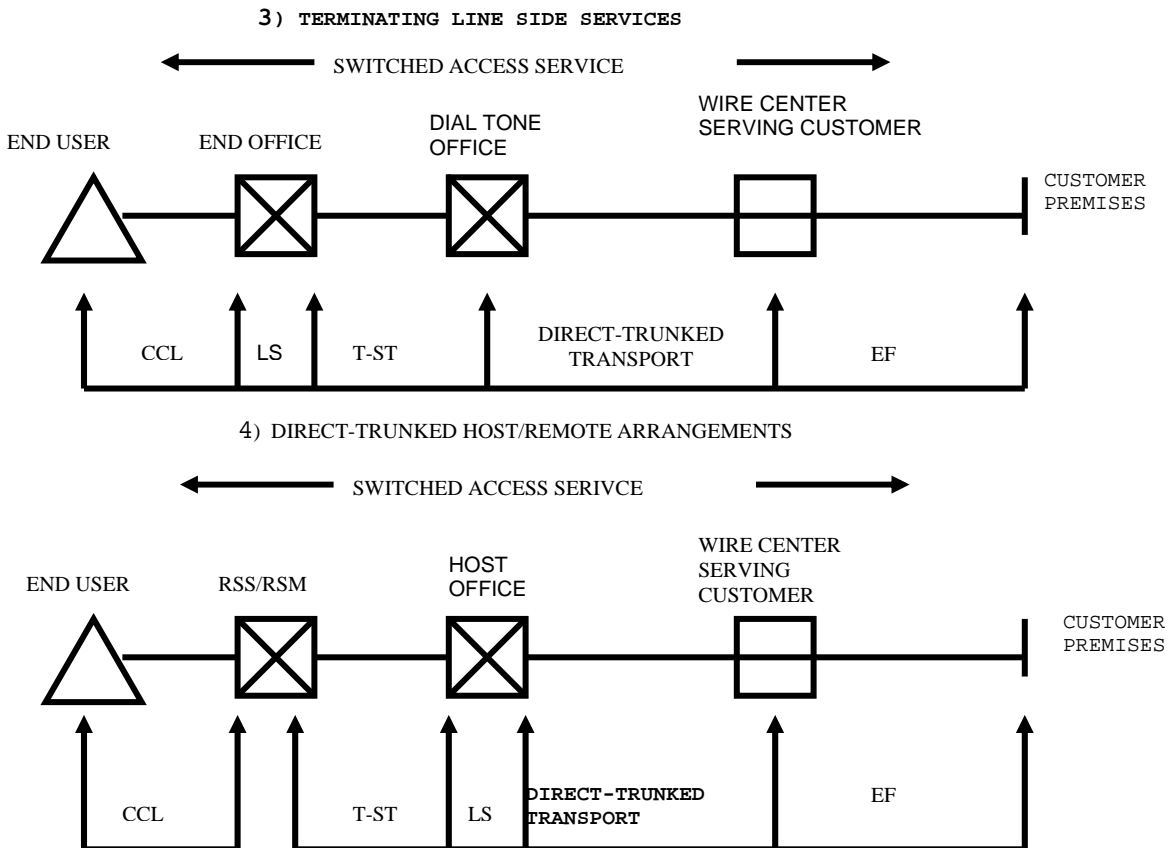 3) TERMINATING LINE SIDE SERVICES
SWITCHED ACCESS SERVICE
WIRE CENTER
SERVING CUSTOMER
DIAL TONE
OFFICE
END USER
END OFFICE
CUSTOMER
PREMISES
CCL
LS
T-ST
DIRECT-TRUNKED
TRANSPORT
EF
4) DIRECT-TRUNKED HOST/REMOTE ARRANGEMENTS
SWITCHED ACCESS SERIVCE
WIRE CENTER
SERVING
CUSTOMER
HOST
OFFICE
END USER
RSS/RSM
CUSTOMER
PREMISES
CCL
T-ST
LS
DIRECT-TRUNKED
TRANSPORT
EF